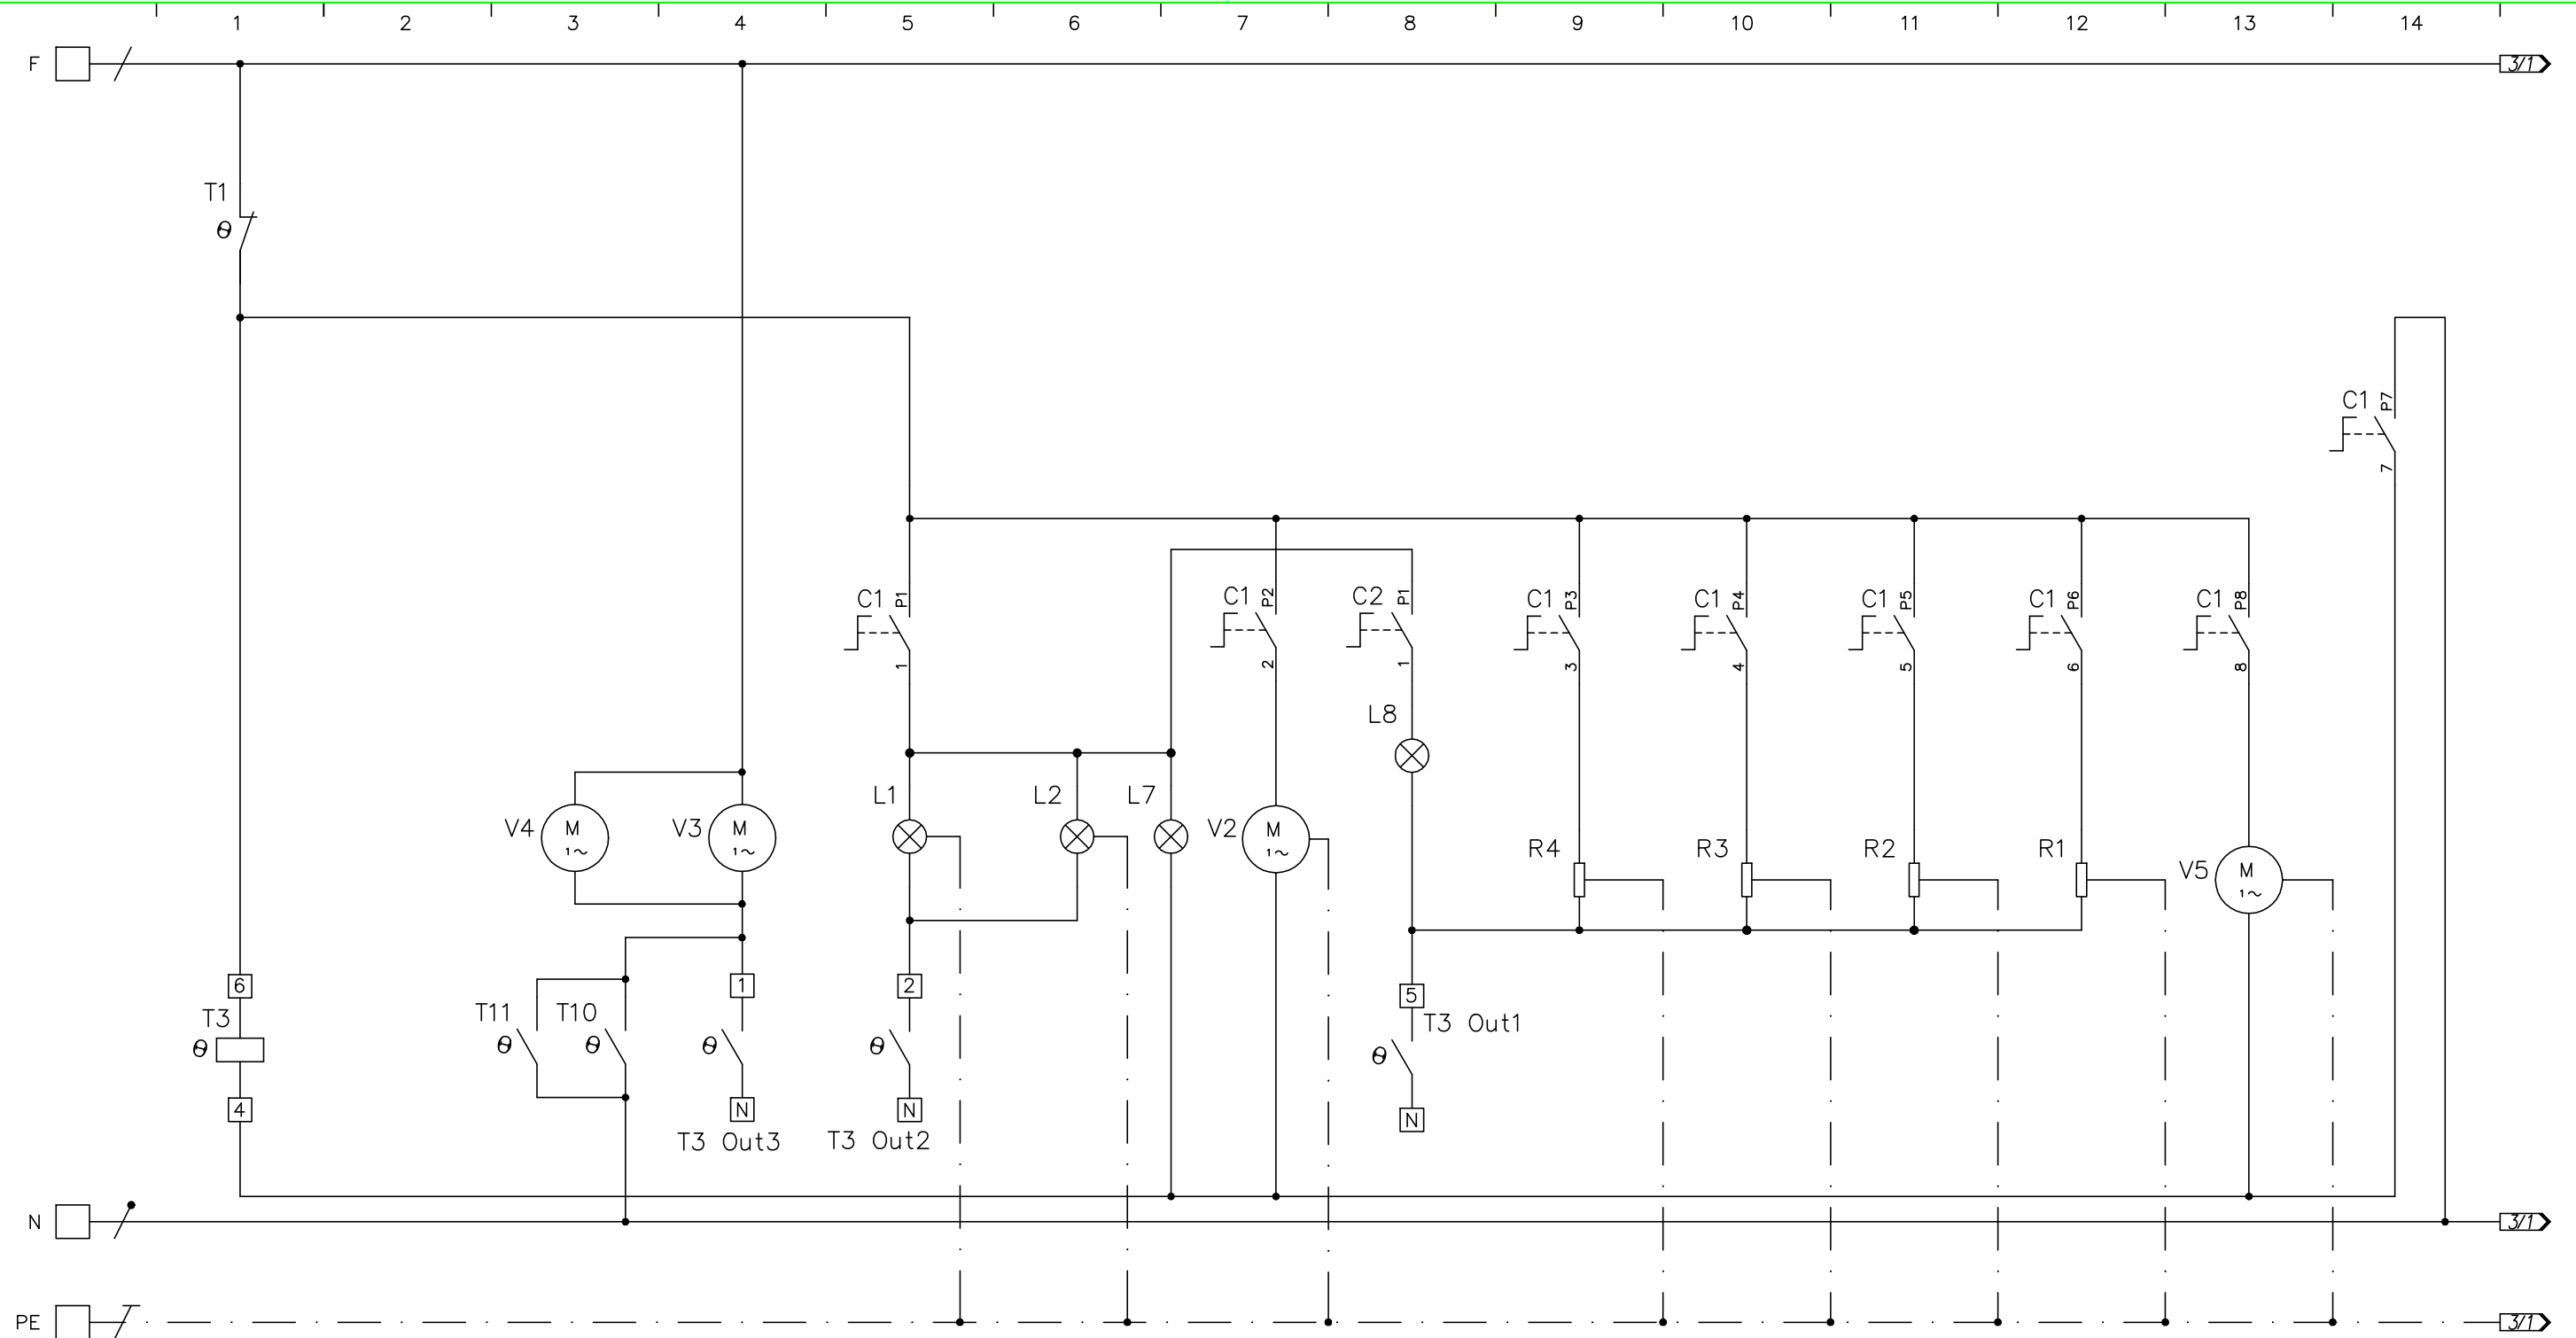 1 2 3 4 5 6 7 8 9 10 11 12 13 14
F 3/1
T1
θ
C1 P7
7
C1 P1
1
C1 P2
2
C2 P1
1
C1 P3
3
C1 P4
4
C1 P5
5
C1 P6
6
C1 P8
8
L8
L1 L2 L7
V4 M 1~
V3 M 1~
V2 M 1~
R4 R3 R2 R1
V5 M 1~
6 1 2 5
T3 T11 T10 T3 Out1
θ θ θ θ θ θ
4 N N N
T3 Out3 T3 Out2
N 3/1
PE 3/1